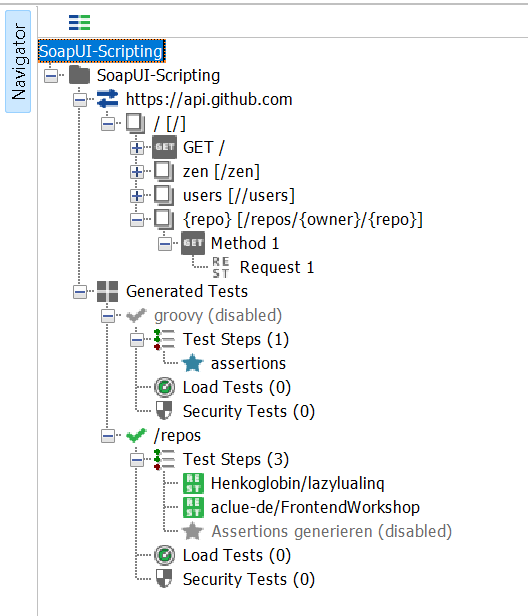 Navigator
SoapUI-Scripting
SoapUI-Scripting
https://api.github.com
/ [/]
GET GET /
zen [/zen]
users [//users]
{repo} [/repos/{owner}/{repo}]
GET Method 1
REST Request 1
Generated Tests
groovy (disabled)
Test Steps (1)
assertions
Load Tests (0)
Security Tests (0)
/repos
Test Steps (3)
REST Henkoglobin/lazylualinq
REST aclue-de/FrontendWorkshop
Assertions generieren (disabled)
Load Tests (0)
Security Tests (0)